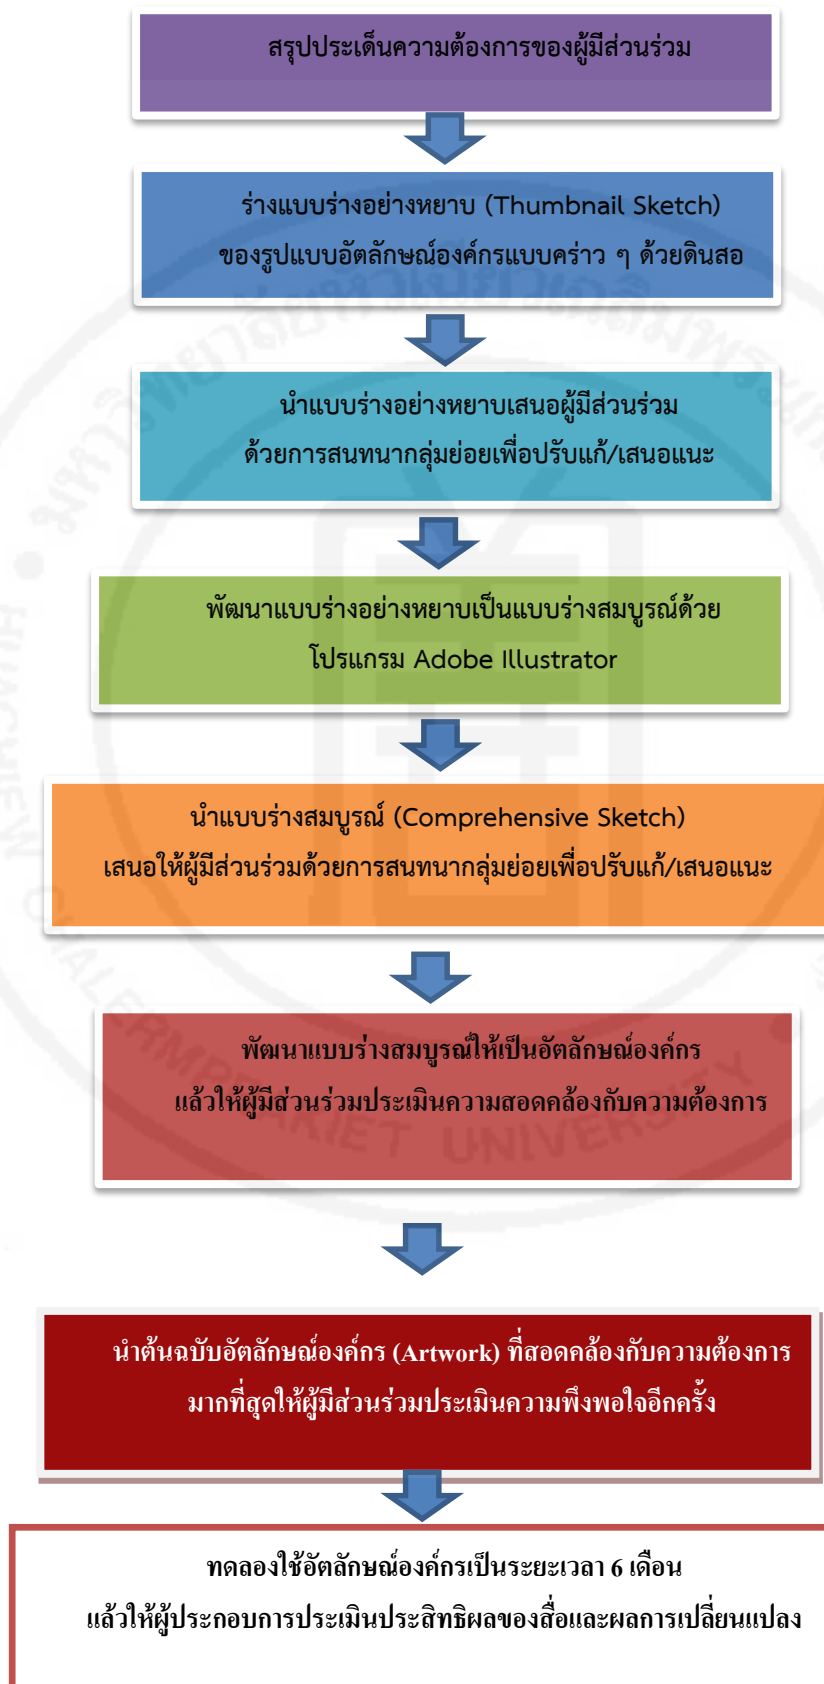 สรุปประเด็นความต้องการของผู้มีส่วนร่วม
ร่างแบบร่างอย่างหยาบ (Thumbnail Sketch)
ของรูปแบบอัตลักษณ์องค์กรแบบคร่าว ๆ ด้วยดินสอ
นำแบบร่างอย่างหยาบเสนอผู้มีส่วนร่วม
ด้วยการสนทนากลุ่มย่อยเพื่อปรับแก้/เสนอแนะ
พัฒนาแบบร่างอย่างหยาบเป็นแบบร่างสมบูรณ์ด้วย
โปรแกรม Adobe Illustrator
นำแบบร่างสมบูรณ์ (Comprehensive Sketch)
เสนอให้ผู้มีส่วนร่วมด้วยการสนทนากลุ่มย่อยเพื่อปรับแก้/เสนอแนะ
พัฒนาแบบร่างสมบูรณ์ให้เป็นอัตลักษณ์องค์กร
แล้วให้ผู้มีส่วนร่วมประเมินความสอดคล้องกับความต้องการ
นำต้นฉบับอัตลักษณ์องค์กร (Artwork) ที่สอดคล้องกับความต้องการ
มากที่สุดให้ผู้มีส่วนร่วมประเมินความพึงพอใจอีกครั้ง
ทดลองใช้อัตลักษณ์องค์กรเป็นระยะเวลา 6 เดือน
แล้วให้ผู้ประกอบการประเมินประสิทธิผลของสื่อและผลการเปลี่ยนแปลง